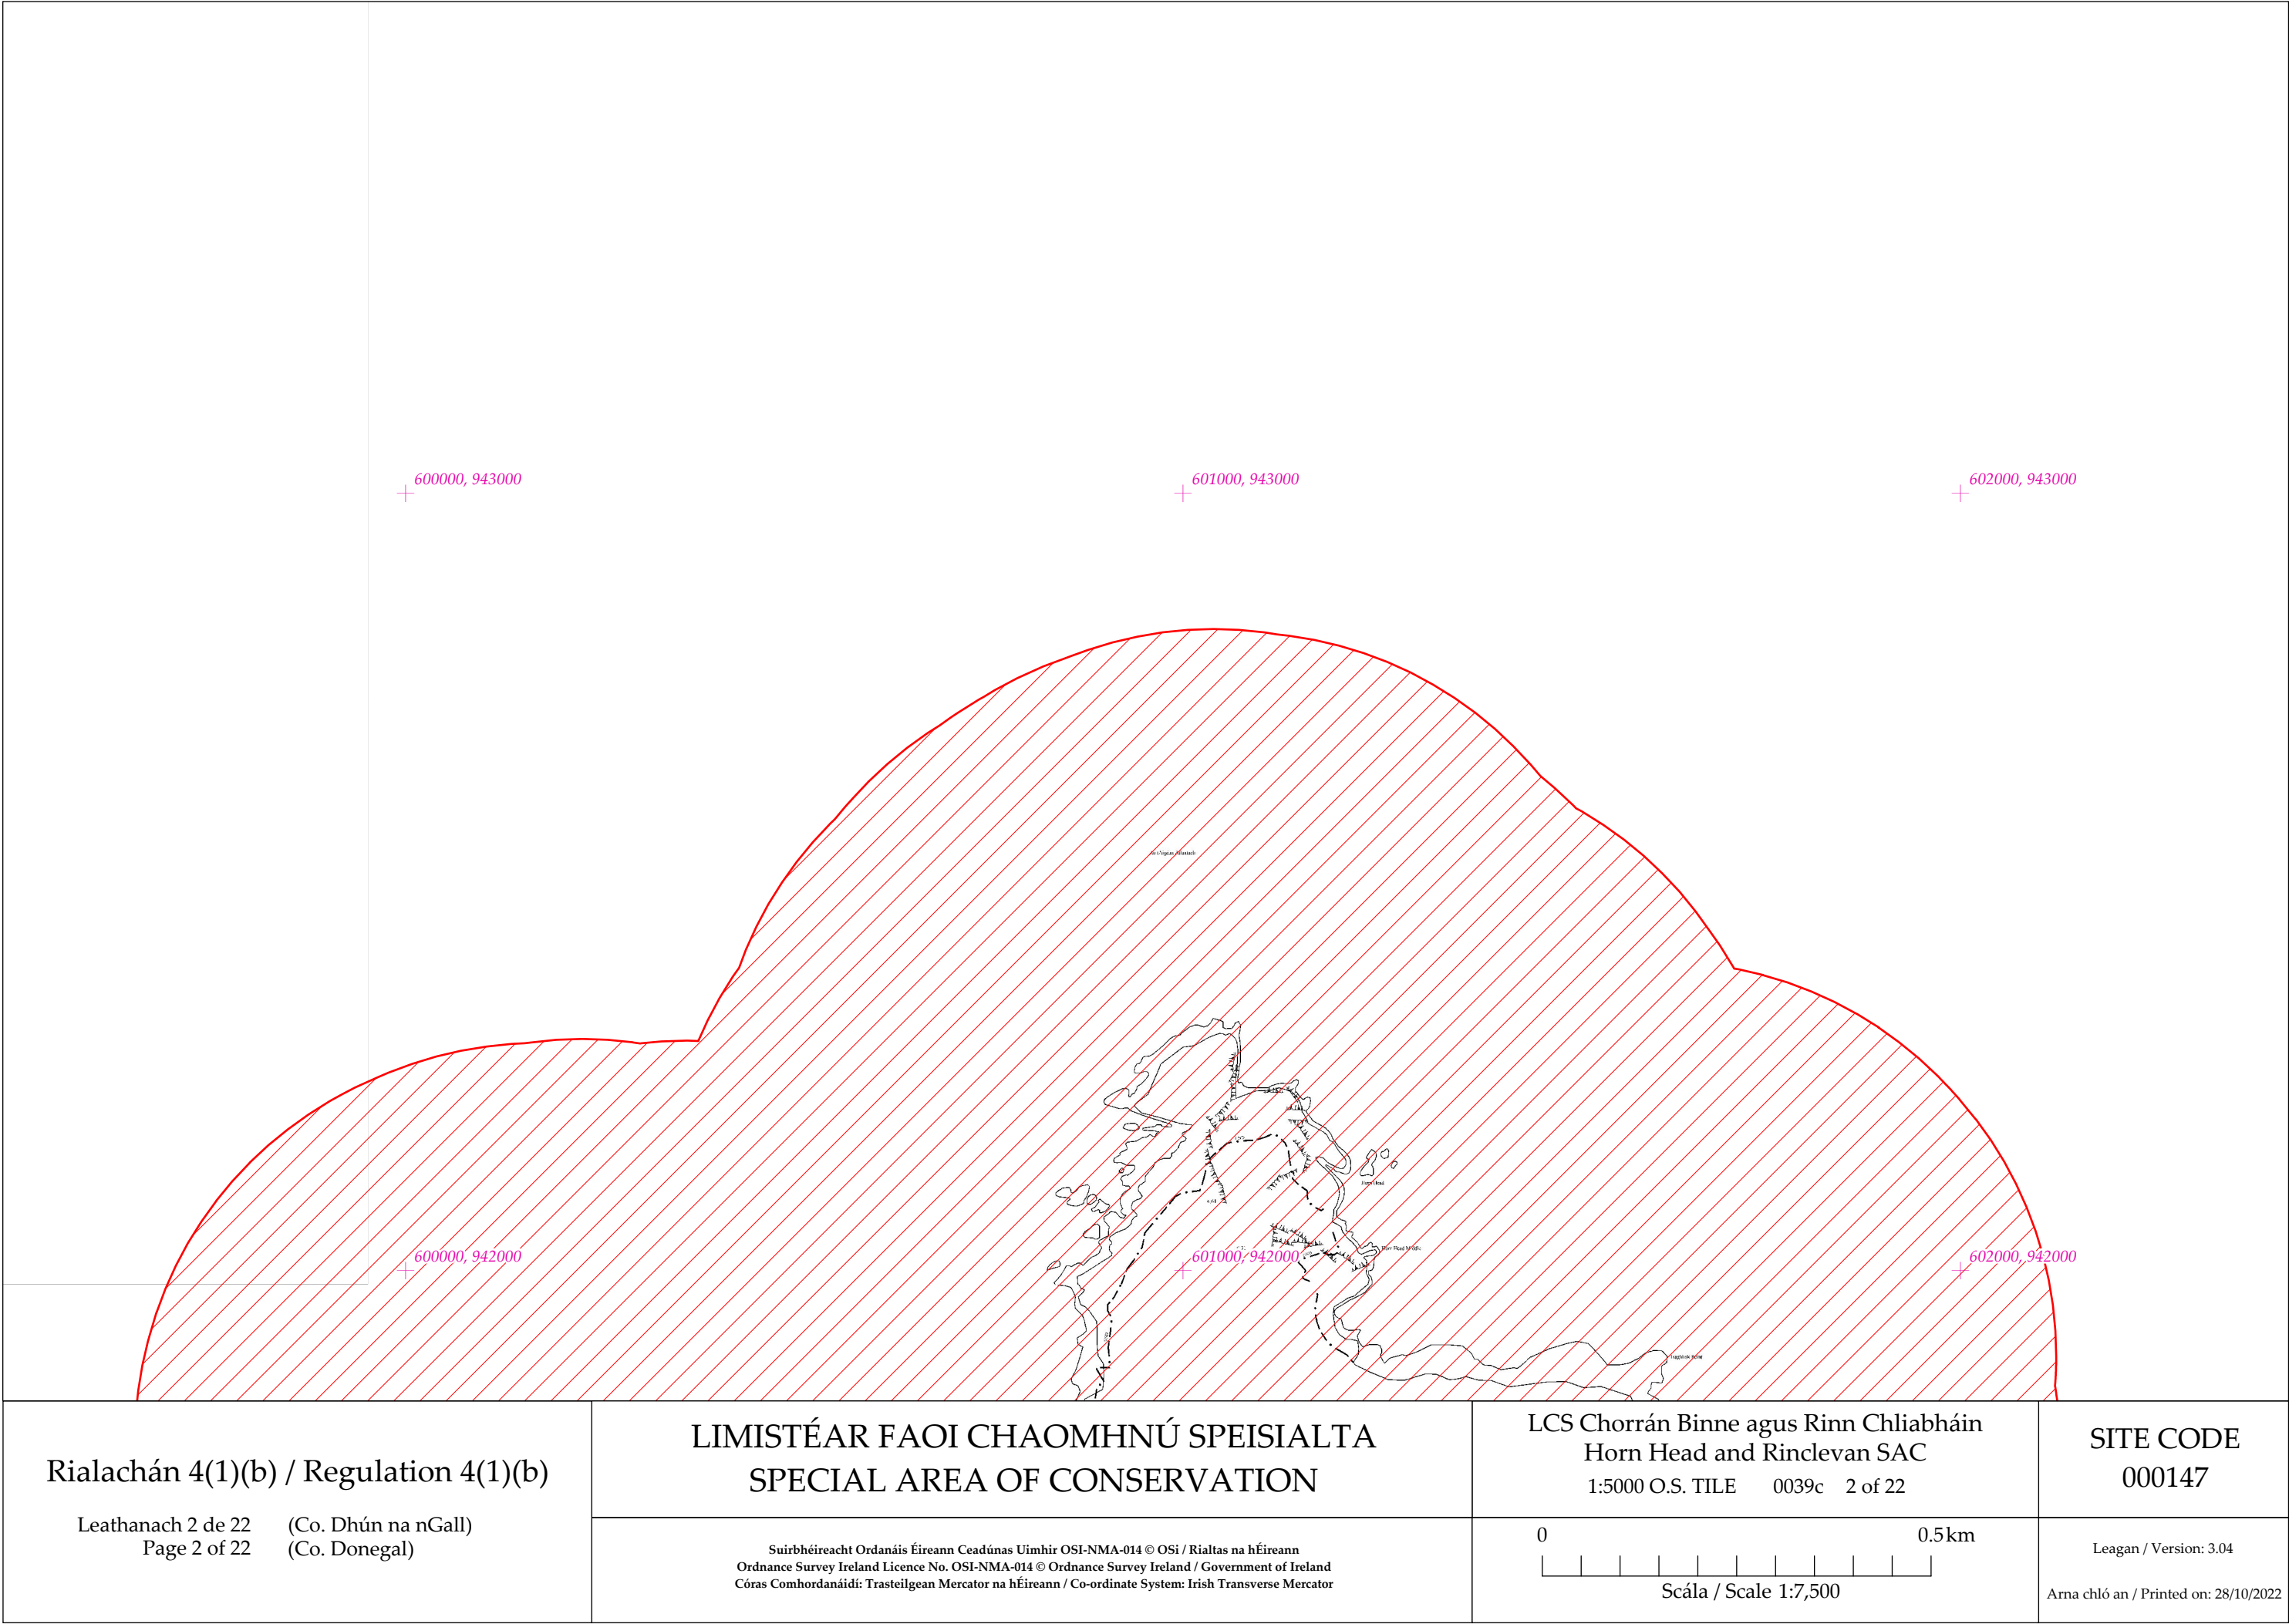 600000, 943000
601000, 943000
602000, 943000
Horn Head
600000, 942000
601000, 942000
602000, 942000
Rialachán 4(1)(b) / Regulation 4(1)(b)
Leathanach 2 de 22 (Co. Dhún na nGall)
Page 2 of 22 (Co. Donegal)
LIMISTÉAR FAOI CHAOMHNÚ SPEISIALTA
SPECIAL AREA OF CONSERVATION
Suirbhéireacht Ordanáis Éireann Ceadúnas Uimhir OSI-NMA-014 © OSi / Rialtas na hÉireann
Ordnance Survey Ireland Licence No. OSI-NMA-014 © Ordnance Survey Ireland / Government of Ireland
Córas Comhordanáidí: Trasteilgean Mercator na hÉireann / Co-ordinate System: Irish Transverse Mercator
LCS Chorrán Binne agus Rinn Chliabháin
Horn Head and Rinclevan SAC
1:5000 O.S. TILE 0039c 2 of 22
0 0.5km
Scála / Scale 1:7,500
SITE CODE
000147
Leagan / Version: 3.04
Arna chló an / Printed on: 28/10/2022